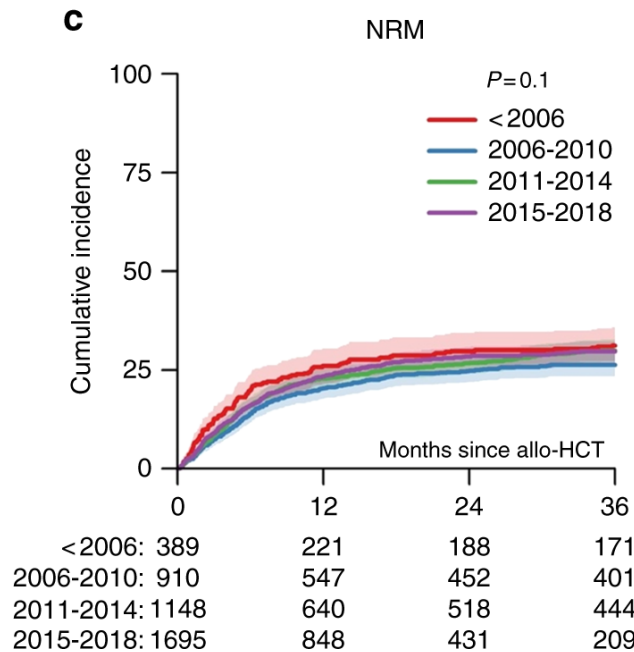 c
NRM
100
P=0.1
<2006
2006-2010
2011-2014
2015-2018
75
50
25
0
Cumulative incidence
Months since allo-HCT
0 12 24 36
<2006: 389 221 188 171
2006-2010: 910 547 452 401
2011-2014: 1148 640 518 444
2015-2018: 1695 848 431 209